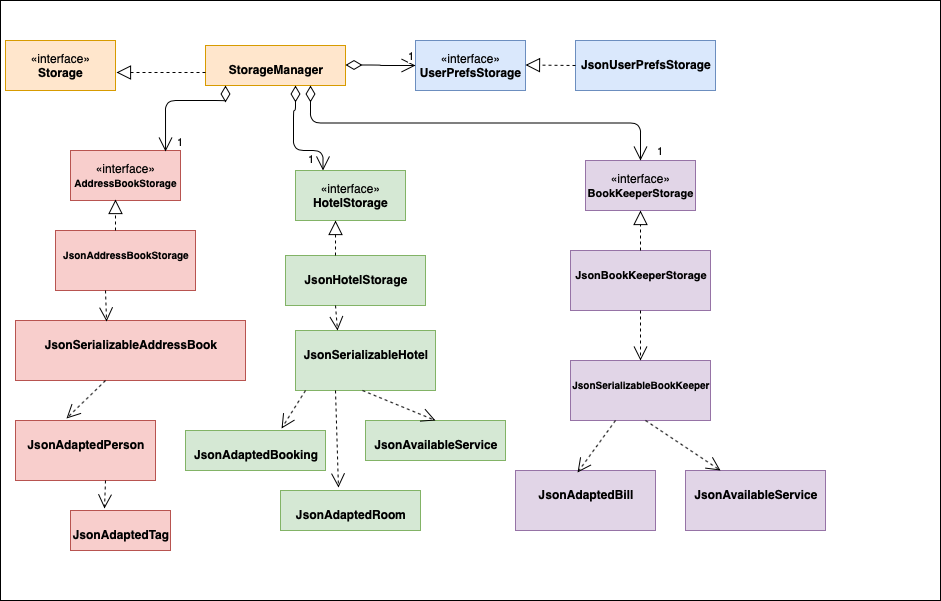 «interface»
Storage
StorageManager
1
«interface»
UserPrefsStorage
JsonUserPrefsStorage
1
«interface»
AddressBookStorage
1
«interface»
HotelStorage
1
«interface»
BookKeeperStorage
JsonAddressBookStorage
JsonHotelStorage
JsonBookKeeperStorage
JsonSerializableAddressBook
JsonSerializableHotel
JsonSerializableBookKeeper
JsonAdaptedPerson
JsonAdaptedBooking
JsonAvailableService
JsonAdaptedBill
JsonAvailableService
JsonAdaptedTag
JsonAdaptedRoom